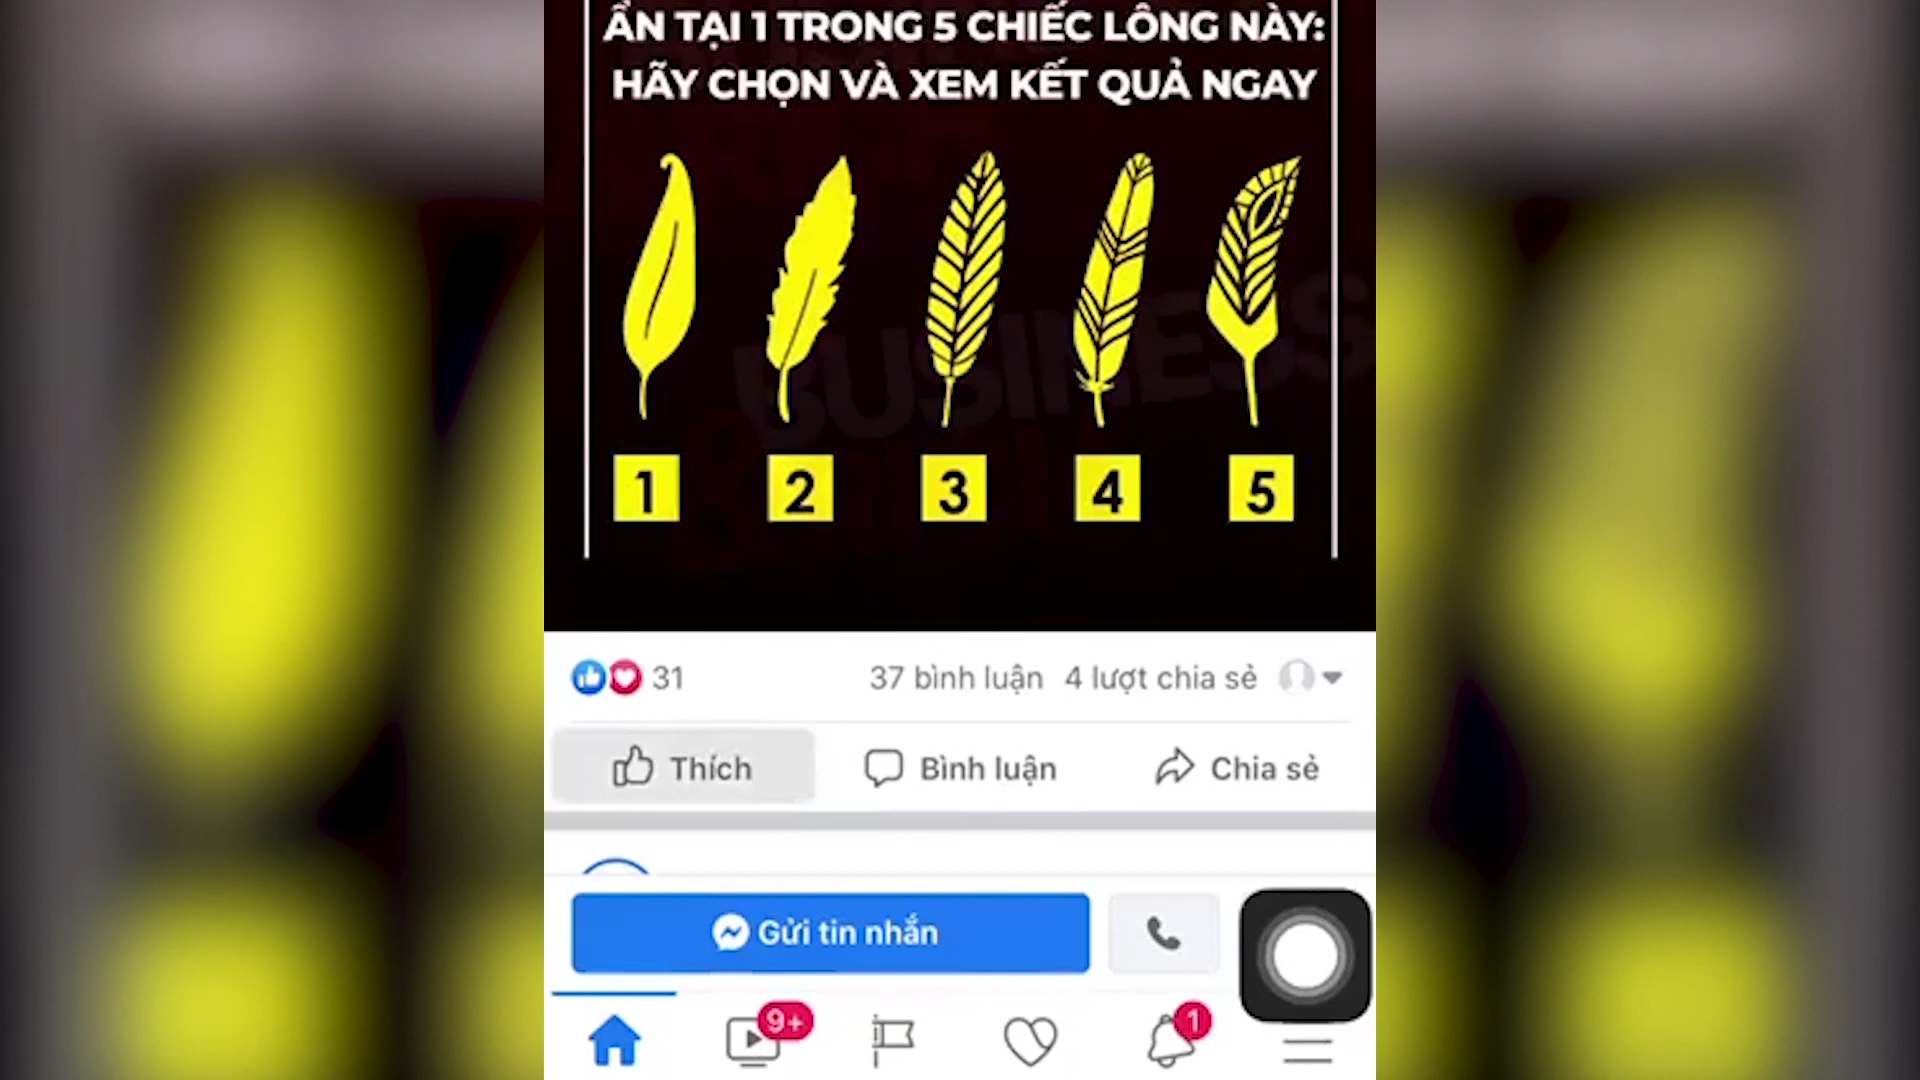 ẨN TẠI 1 TRONG 5 CHIẾC LÔNG NÀY:
HÃY CHỌN VÀ XEM KẾT QUẢ NGAY
BUSINESS
1 2 3 4 5
31 37 bình luận 4 lượt chia sẻ
Thích Bình luận Chia sẻ
Gửi tin nhắn
9+ 1